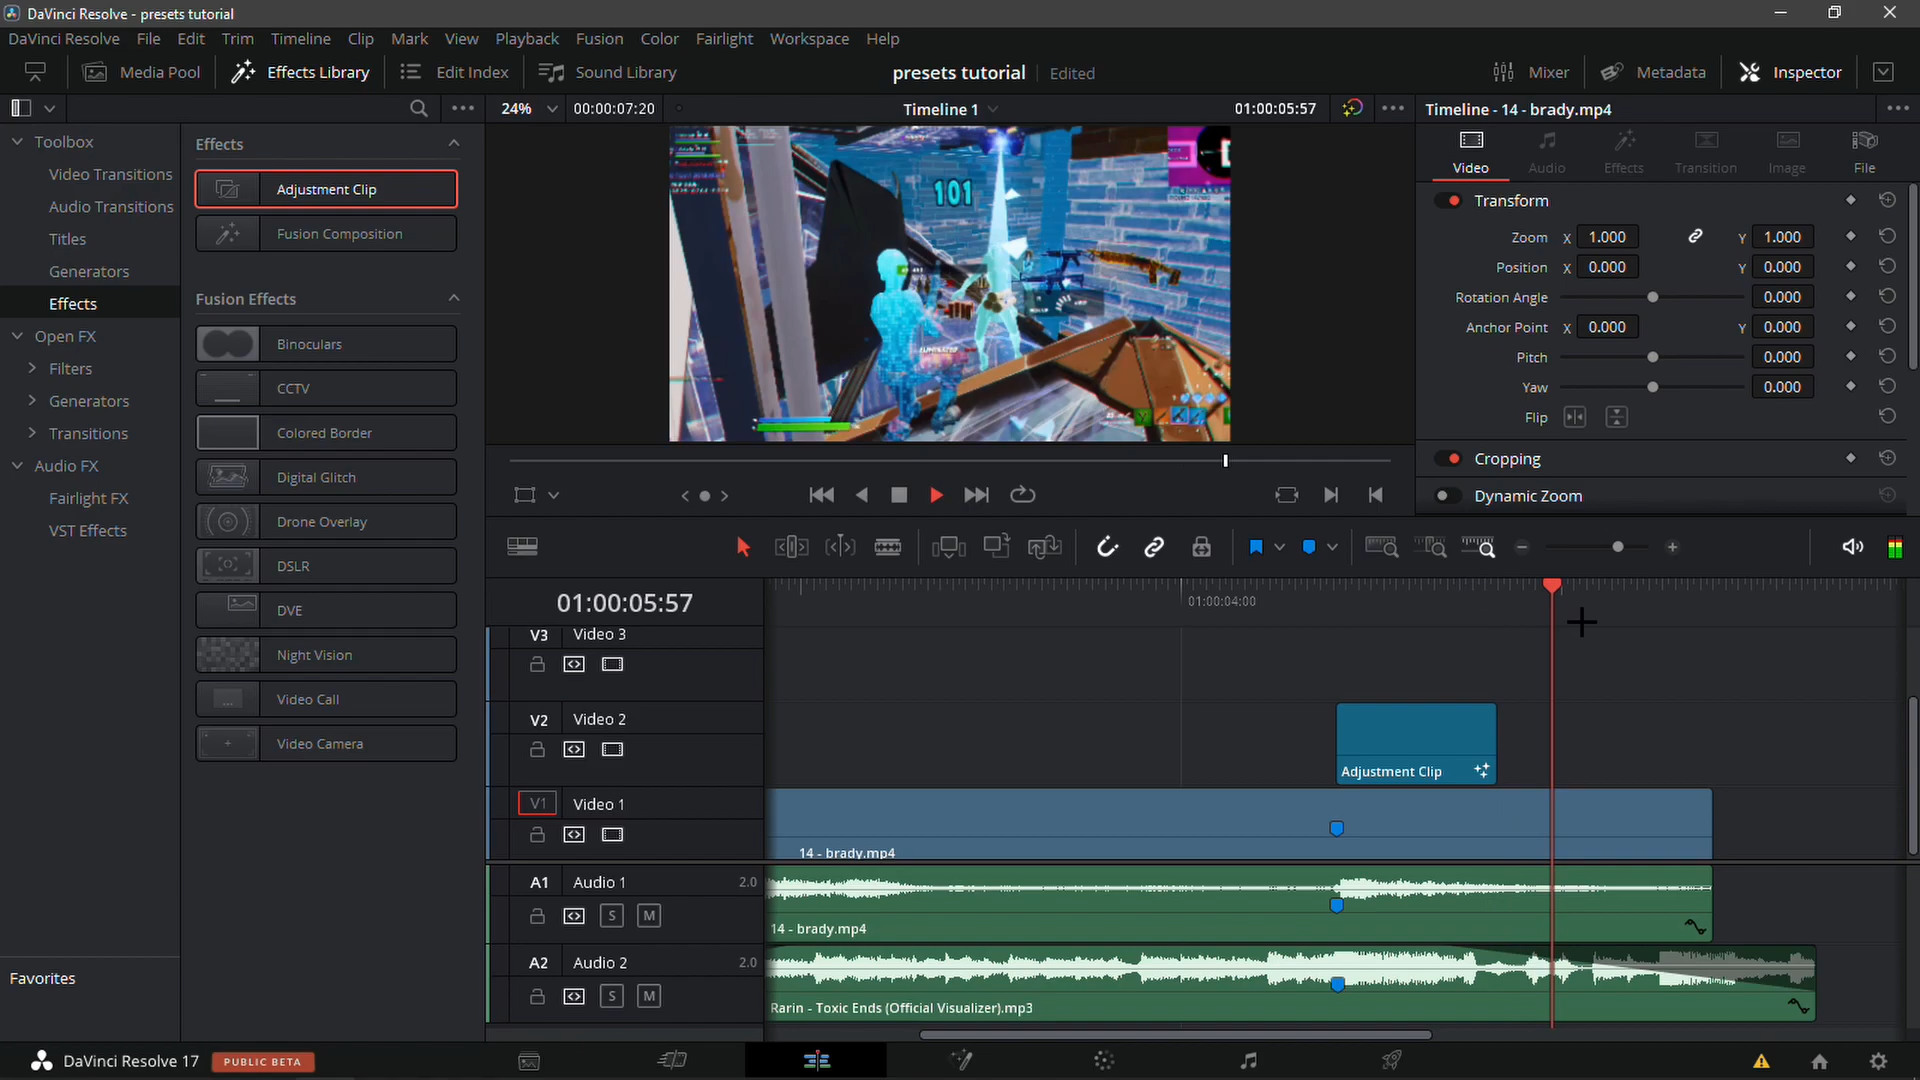 DaVinci Resolve - presets tutorial
DaVinci Resolve File Edit Trim Timeline Clip Mark View Playback Fusion Color Fairlight Workspace Help
Media Pool Effects Library Edit Index Sound Library presets tutorial Edited Mixer Metadata Inspector
24% 00:00:07:20 Timeline 1 01:00:05:57 Timeline - 14 - brady.mp4
Toolbox
Video Transitions
Audio Transitions
Titles
Generators
Effects
Open FX
Filters
Generators
Transitions
Audio FX
Fairlight FX
VST Effects
Favorites
Effects
Adjustment Clip
Fusion Composition
Fusion Effects
Binoculars
CCTV
Colored Border
Digital Glitch
Drone Overlay
DSLR
DVE
Night Vision
Video Call
Video Camera
101
Video Audio Effects Transition Image File
Transform
Zoom X 1.000 Y 1.000
Position X 0.000 Y 0.000
Rotation Angle 0.000
Anchor Point X 0.000 Y 0.000
Pitch 0.000
Yaw 0.000
Flip
Cropping
Dynamic Zoom
01:00:05:57
01:00:04:00
V3 Video 3
V2 Video 2
Adjustment Clip
V1 Video 1
14 - brady.mp4
A1 Audio 1 2.0
S M
14 - brady.mp4
A2 Audio 2 2.0
S M
Rarin - Toxic Ends (Official Visualizer).mp3
DaVinci Resolve 17 PUBLIC BETA